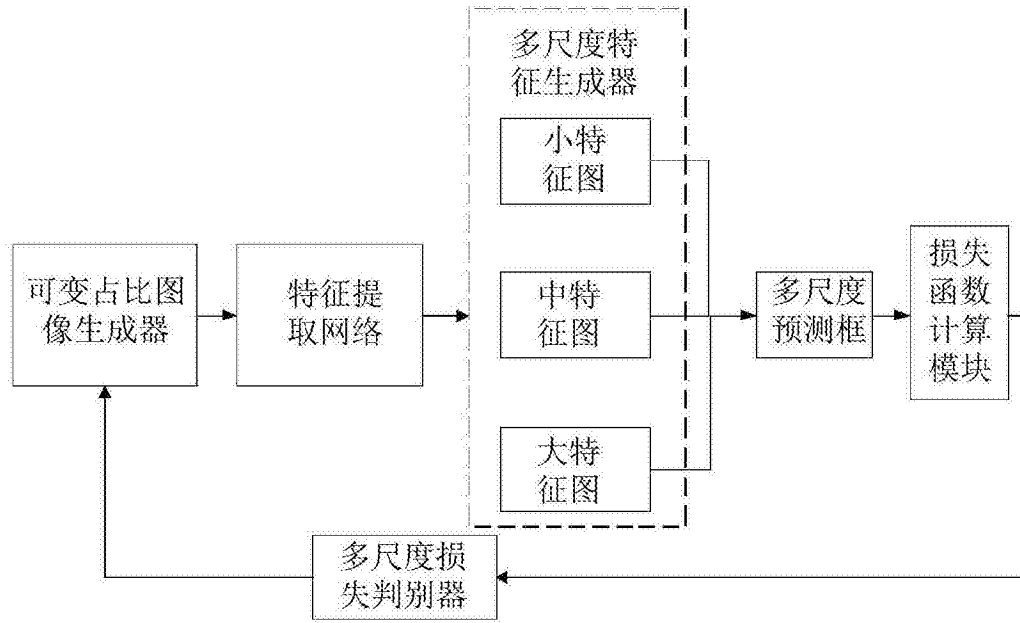 可变占比图
像生成器
特征提
取网络
多尺度特
征生成器
小特
征图
中特
征图
大特
征图
多尺度
预测框
损失
函数
计算
模块
多尺度损
失判别器